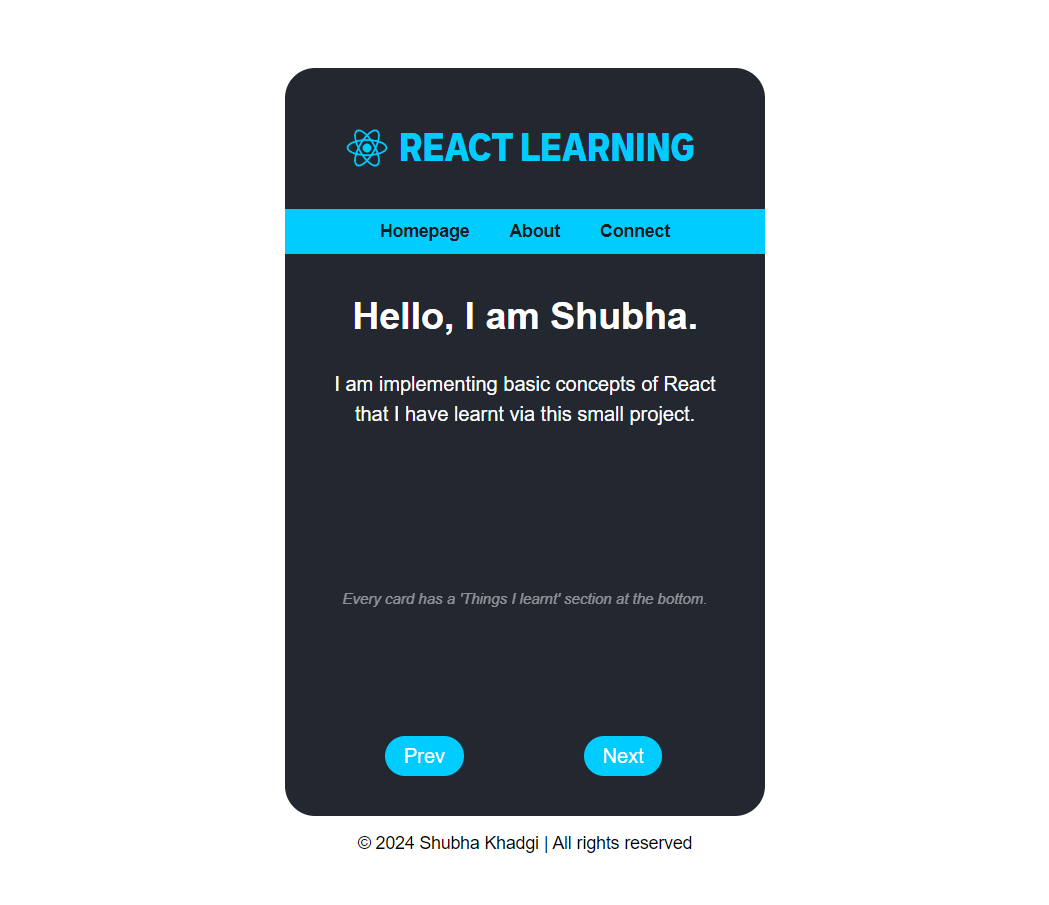 REACT LEARNING
Homepage About Connect
Hello, I am Shubha.
I am implementing basic concepts of React
that I have learnt via this small project.
Every card has a 'Things I learnt' section at the bottom.
Prev Next
© 2024 Shubha Khadgi | All rights reserved